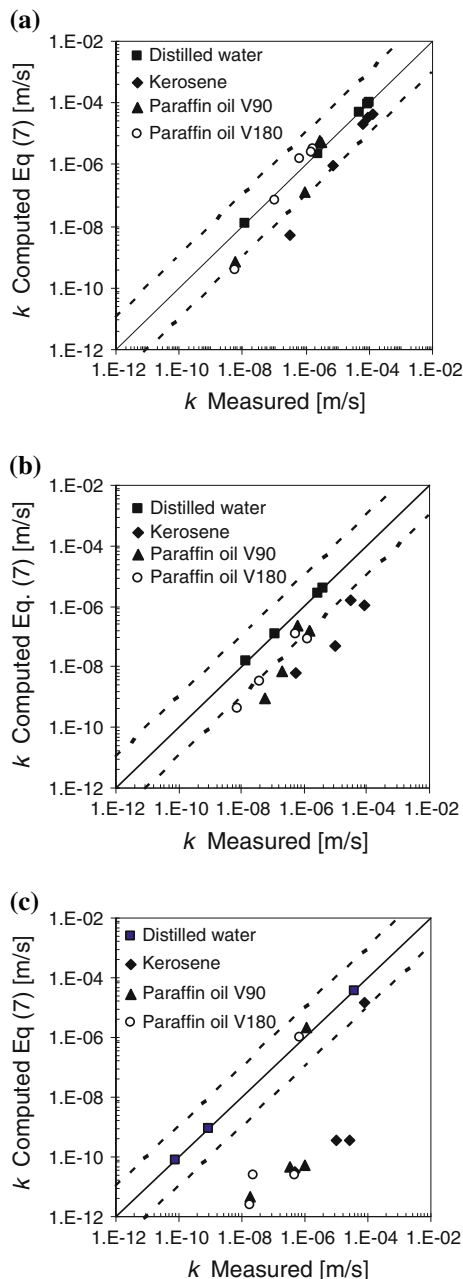 (a)
k Computed Eq (7) [m/s]
1.E-02
1.E-04
1.E-06
1.E-08
1.E-10
1.E-12
Distilled water
Kerosene
Paraffin oil V90
Paraffin oil V180
1.E-12 1.E-10 1.E-08 1.E-06 1.E-04 1.E-02
k Measured [m/s]
(b)
k Computed Eq. (7) [m/s]
1.E-02
1.E-04
1.E-06
1.E-08
1.E-10
1.E-12
Distilled water
Kerosene
Paraffin oil V90
Paraffin oil V180
1.E-12 1.E-10 1.E-08 1.E-06 1.E-04 1.E-02
k Measured [m/s]
(c)
k Computed Eq (7) [m/s]
1.E-02
1.E-04
1.E-06
1.E-08
1.E-10
1.E-12
Distilled water
Kerosene
Paraffin oil V90
Paraffin oil V180
1.E-12 1.E-10 1.E-08 1.E-06 1.E-04 1.E-02
k Measured [m/s]